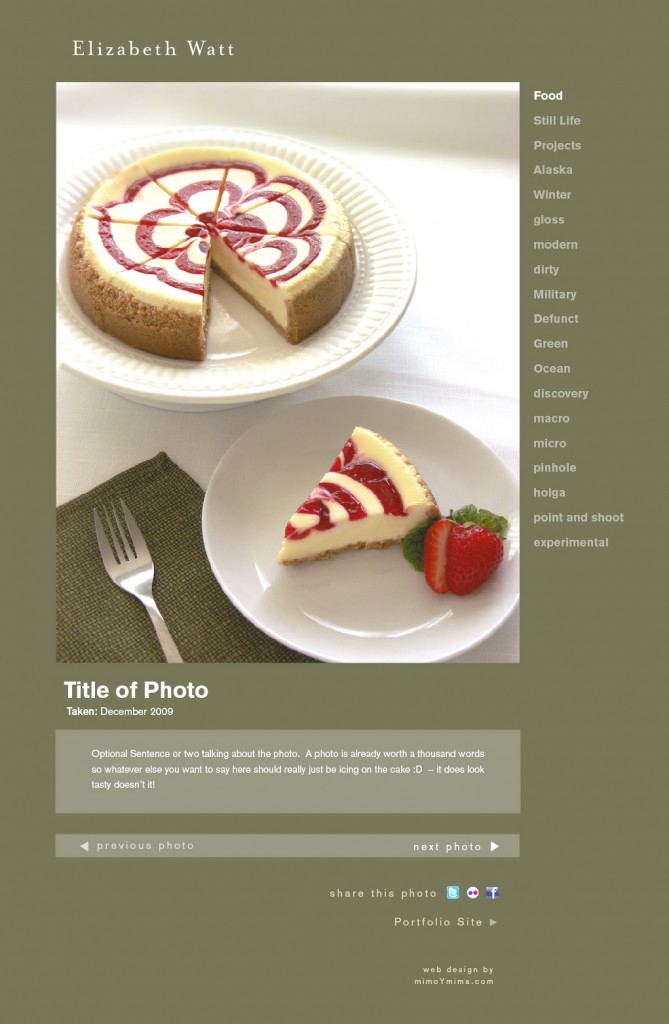 Elizabeth Watt
Food
Still Life
Projects
Alaska
Winter
gloss
modern
dirty
Military
Defunct
Green
Ocean
discovery
macro
micro
pinhole
holga
point and shoot
experimental
Title of Photo
Taken: December 2009
Optional Sentence or two talking about the photo.  A photo is already worth a thousand words
so whatever else you want to say here should really just be icing on the cake :D  – it does look
tasty doesn't it!
◀ previous photo
next photo ▶
share this photo
Portfolio Site ▶
web design by
mimoYmima.com